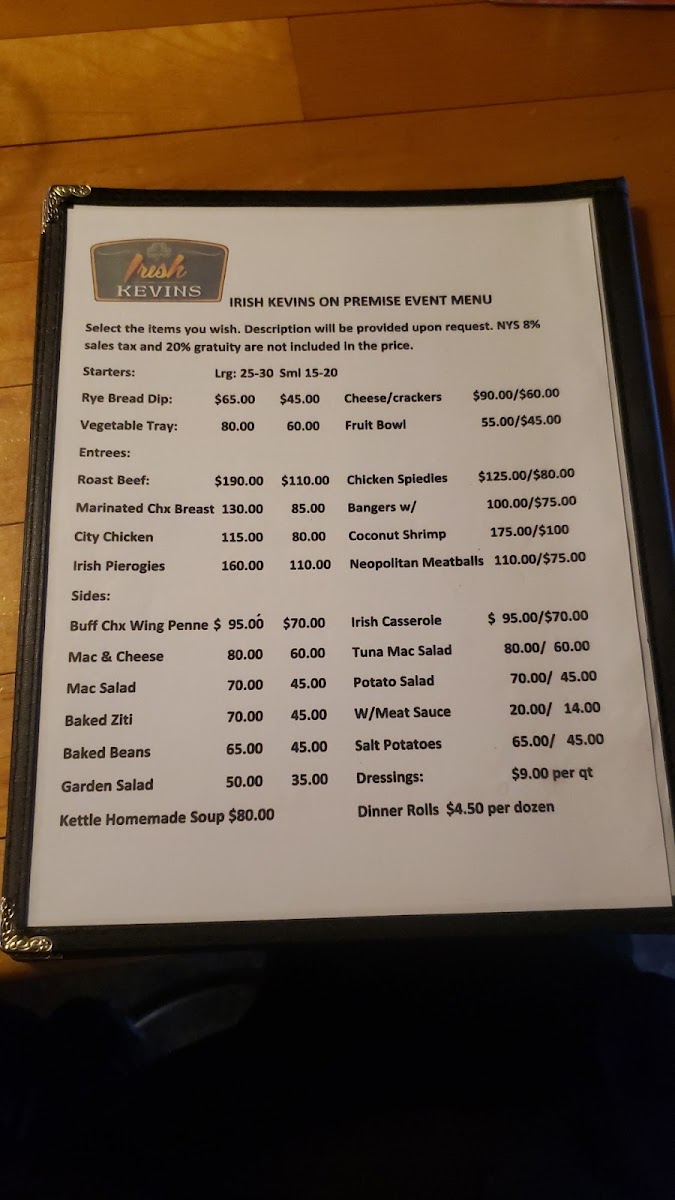 Irish
KEVINS
IRISH KEVINS ON PREMISE EVENT MENU
Select the items you wish. Description will be provided upon request. NYS 8%
sales tax and 20% gratuity are not included in the price.
Starters: Lrg: 25-30 Sml 15-20
Rye Bread Dip: $65.00 $45.00 Cheese/crackers $90.00/$60.00
Vegetable Tray: 80.00 60.00 Fruit Bowl 55.00/$45.00
Entrees:
Roast Beef: $190.00 $110.00 Chicken Spiedies $125.00/$80.00
Marinated Chx Breast 130.00 85.00 Bangers w/ 100.00/$75.00
City Chicken 115.00 80.00 Coconut Shrimp 175.00/$100
Irish Pierogies 160.00 110.00 Neopolitan Meatballs 110.00/$75.00
Sides:
Buff Chx Wing Penne $ 95.00 $70.00 Irish Casserole $ 95.00/$70.00
Mac & Cheese 80.00 60.00 Tuna Mac Salad 80.00/ 60.00
Mac Salad 70.00 45.00 Potato Salad 70.00/ 45.00
Baked Ziti 70.00 45.00 W/Meat Sauce 20.00/ 14.00
Baked Beans 65.00 45.00 Salt Potatoes 65.00/ 45.00
Garden Salad 50.00 35.00 Dressings: $9.00 per qt
Kettle Homemade Soup $80.00 Dinner Rolls $4.50 per dozen